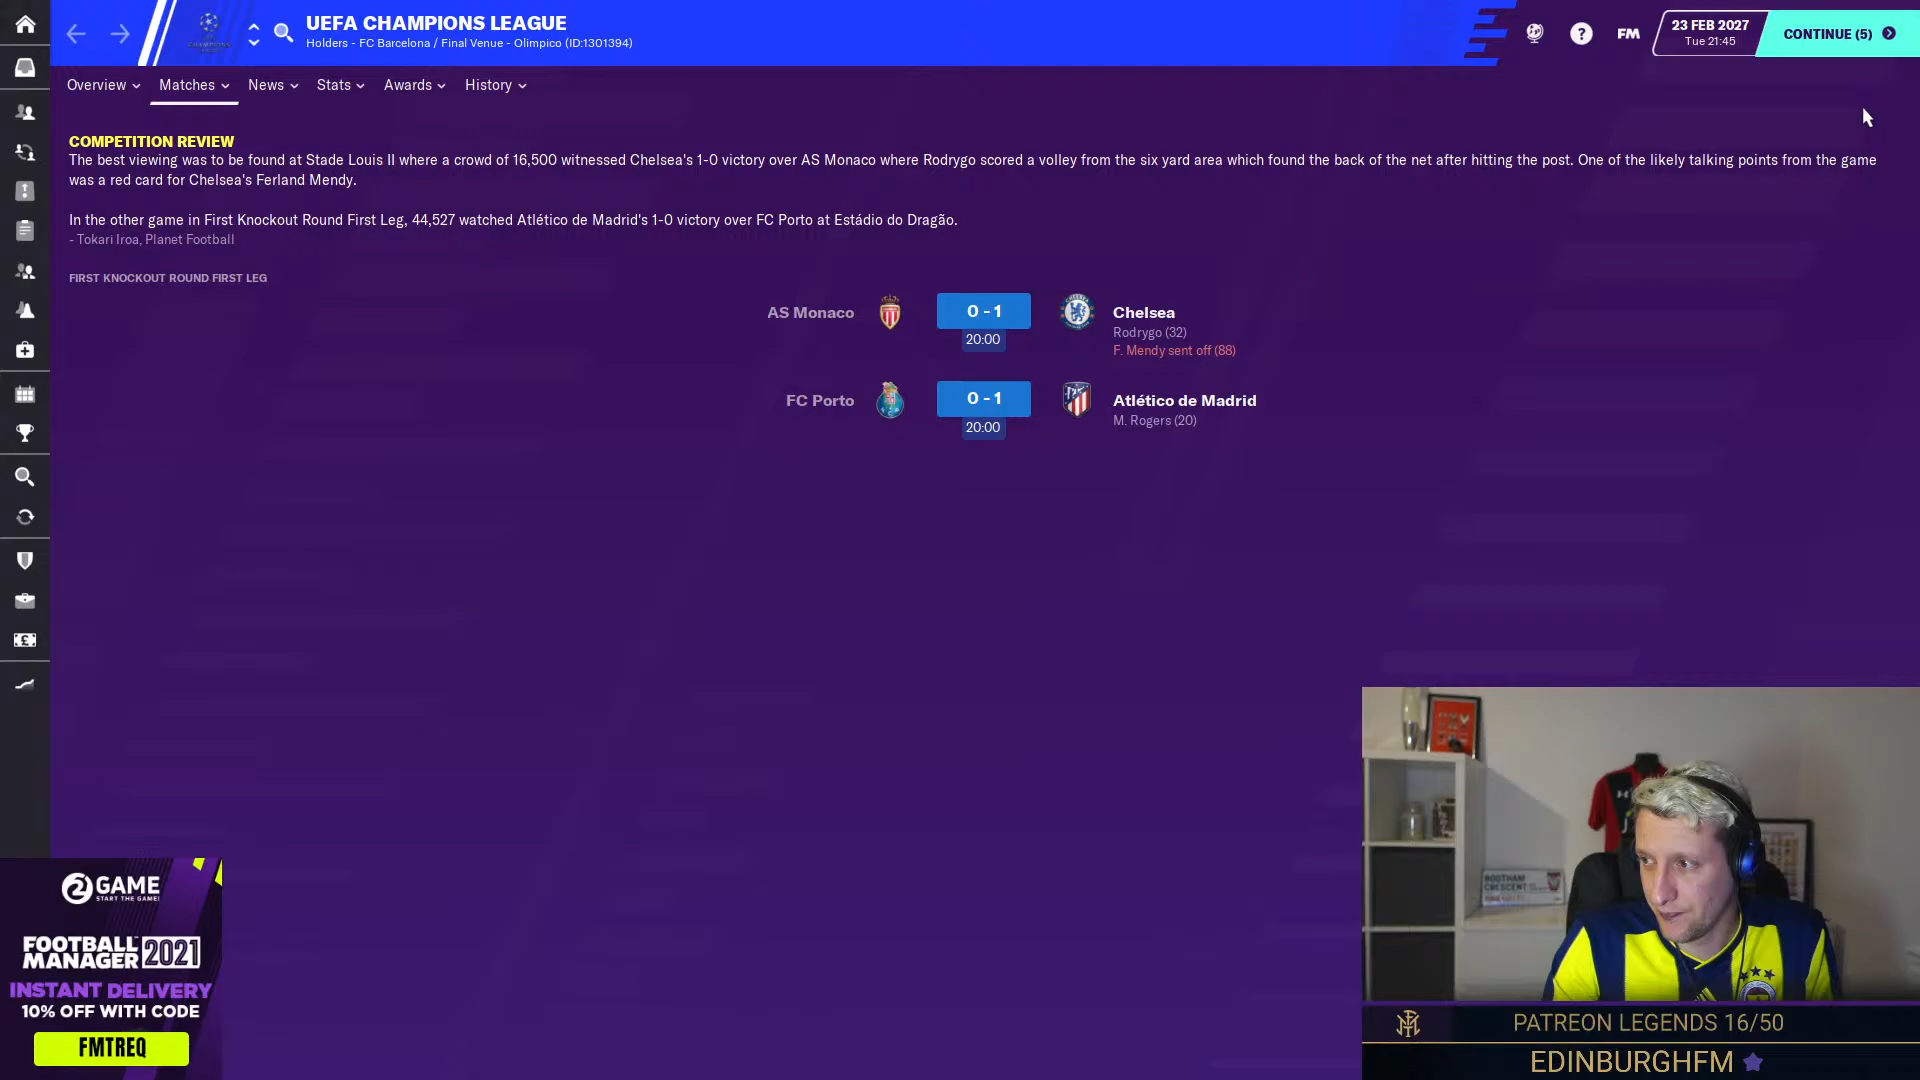 UEFA CHAMPIONS LEAGUE
Holders - FC Barcelona / Final Venue - Olimpico (ID:1301394)
FM
23 FEB 2027
Tue 21:45
CONTINUE (5)
Overview
Matches
News
Stats
Awards
History
COMPETITION REVIEW
The best viewing was to be found at Stade Louis II where a crowd of 16,500 witnessed Chelsea's 1-0 victory over AS Monaco where Rodrygo scored a volley from the six yard area which found the back of the net after hitting the post. One of the likely talking points from the game
was a red card for Chelsea's Ferland Mendy.
In the other game in First Knockout Round First Leg, 44,527 watched Atlético de Madrid's 1-0 victory over FC Porto at Estádio do Dragão.
- Tokari Iroa, Planet Football
FIRST KNOCKOUT ROUND FIRST LEG
AS Monaco
0 - 1
Chelsea
20:00
Rodrygo (32)
F. Mendy sent off (88)
FC Porto
0 - 1
Atlético de Madrid
20:00
M. Rogers (20)
2GAME
START THE GAME!
FOOTBALL
MANAGER 2021
INSTANT DELIVERY
10% OFF WITH CODE
FMTREQ
BOOTHAM
CRESCENT
PATREON LEGENDS 16/50
EDINBURGHFM